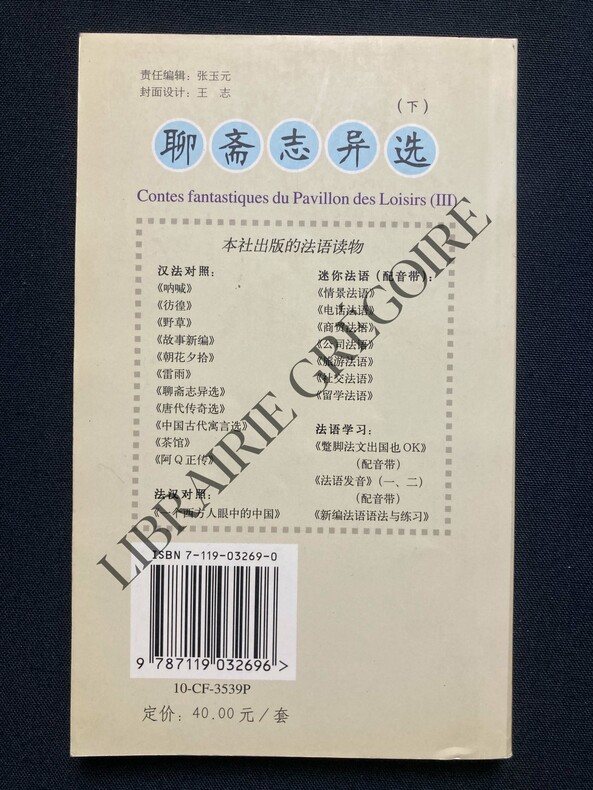 责任编辑：张玉元
封面设计：王 志
（下）
聊斋志异选
Contes fantastiques du Pavillon des Loisirs (III)
本社出版的法语读物
汉法对照：
《呐喊》
《彷徨》
《野草》
《故事新编》
《朝花夕拾》
《雷雨》
《聊斋志异选》
《唐代传奇选》
《中国古代寓言选》
《茶馆》
《阿Q正传》
法汉对照：
《一个西方人眼中的中国》
迷你法语（配音带）：
《情景法语》
《电话法语》
《商贸法语》
《公司法语》
《旅游法语》
《社交法语》
《留学法语》
法语学习：
《蹩脚法文出国也OK》
（配音带）
《法语发音》（一、二）
（配音带）
《新编法语语法与练习》
LIBRAIRIE GREGOIRE
ISBN 7-119-03269-0
9 787119 032696 >
10-CF-3539P
定价：40.00元/套